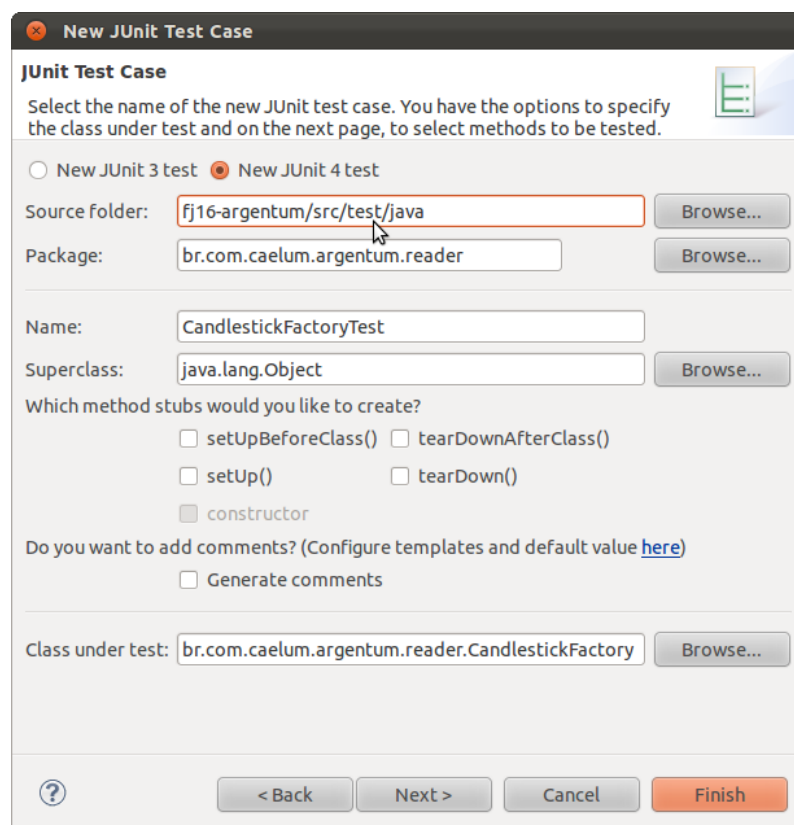 New JUnit Test Case
JUnit Test Case
Select the name of the new JUnit test case. You have the options to specify
the class under test and on the next page, to select methods to be tested.
New JUnit 3 test New JUnit 4 test
Source folder: fj16-argentum/src/test/java Browse...
Package: br.com.caelum.argentum.reader Browse...
Name: CandlestickFactoryTest
Superclass: java.lang.Object Browse...
Which method stubs would you like to create?
setUpBeforeClass() tearDownAfterClass()
setUp() tearDown()
constructor
Do you want to add comments? (Configure templates and default value here)
Generate comments
Class under test: br.com.caelum.argentum.reader.CandlestickFactory Browse...
? < Back Next > Cancel Finish